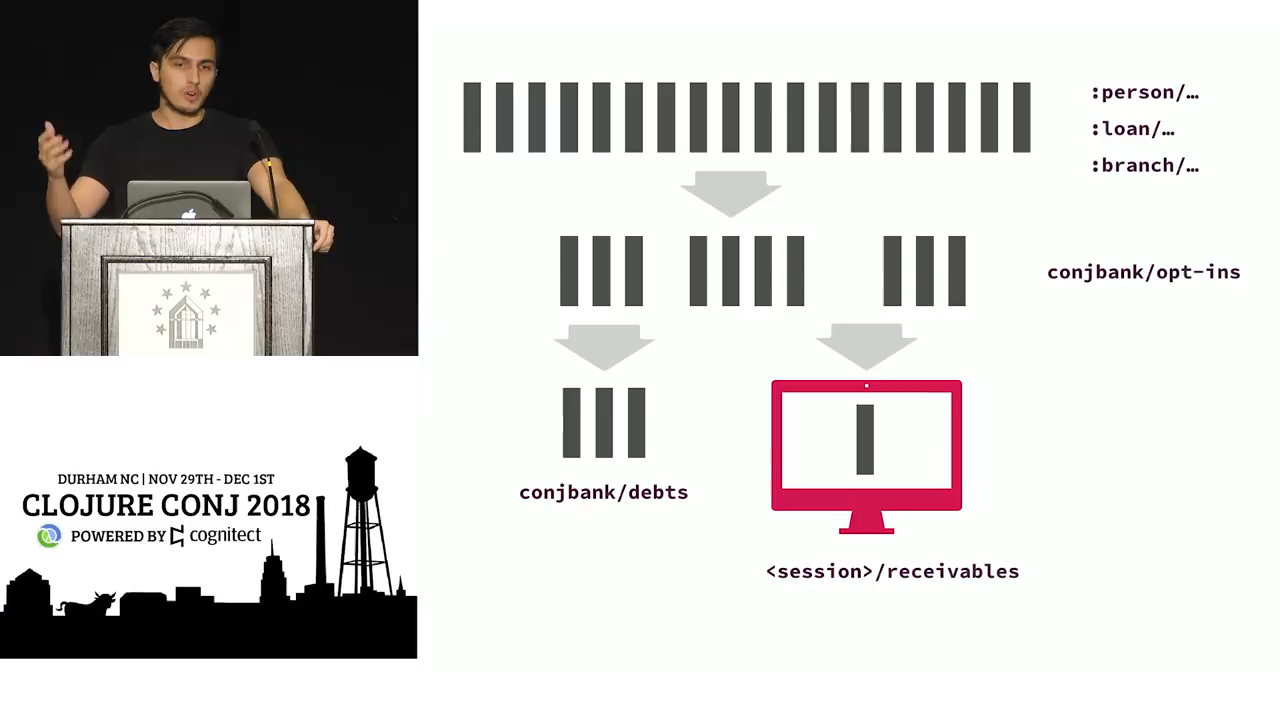 :person/…
:loan/…
:branch/…
conjbank/opt-ins
conjbank/debts
<session>/receivables
DURHAM NC | NOV 29TH - DEC 1ST
CLOJURE CONJ 2018
POWERED BY cognitect